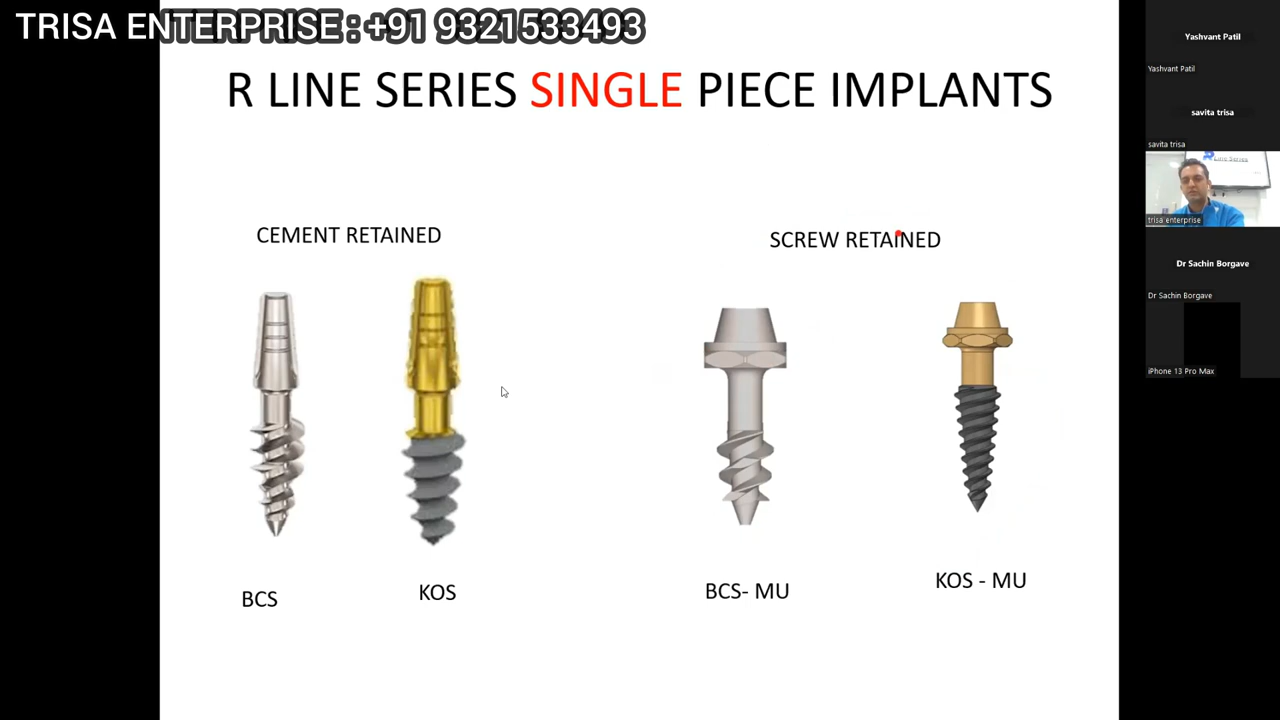 TRISA ENTERPRISE : +91 9321533493
R LINE SERIES SINGLE PIECE IMPLANTS
CEMENT RETAINED
SCREW RETAINED
BCS
KOS
BCS- MU
KOS - MU
Yashvant Patil
Yashvant Patil
savita trisa
savita trisa
Line Series
trisa enterprise
Dr Sachin Borgave
Dr Sachin Borgave
iPhone 13 Pro Max